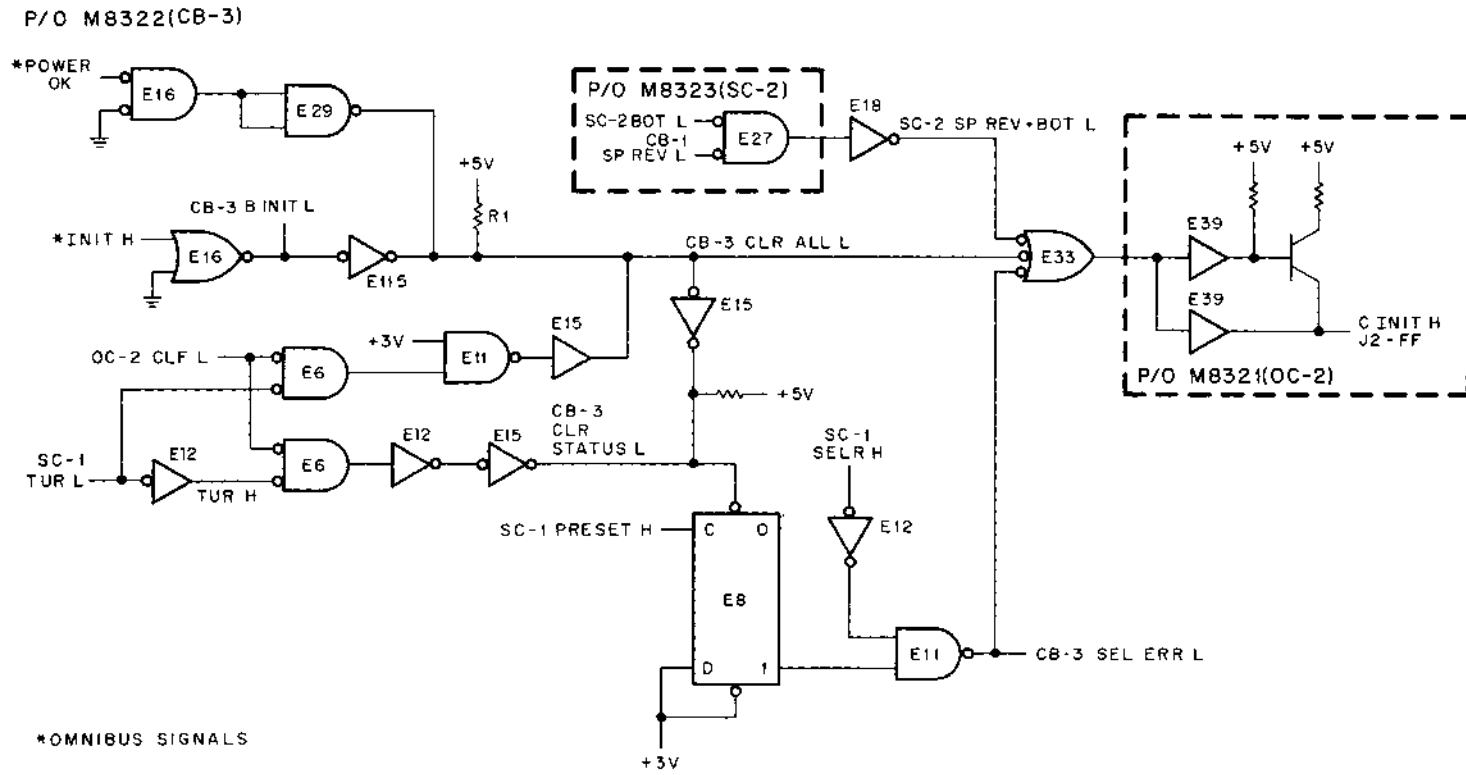 P/O M8322(CB-3)
*POWER
OK
E16
E29
+5V
R1
CB-3 B INIT L
*INIT H
E16
E115
P/O M8323(SC-2)
SC-2 BOT L
CB-1
SP REV L
E27
E18
SC-2 SP REV+BOT L
CB-3 CLR ALL L
E33
+5V
+5V
E39
E39
C INIT H
J2-FF
P/O M8321(OC-2)
+3V
OC-2 CLF L
E6
E11
E15
E15
+5V
SC-1
TUR L
E12
TUR H
E6
E12
E15
CB-3
CLR
STATUS L
SC-1
SELR H
E12
SC-1 PRESET H
C
0
E8
D
1
E11
CB-3 SEL ERR L
+3V
*OMNIBUS SIGNALS